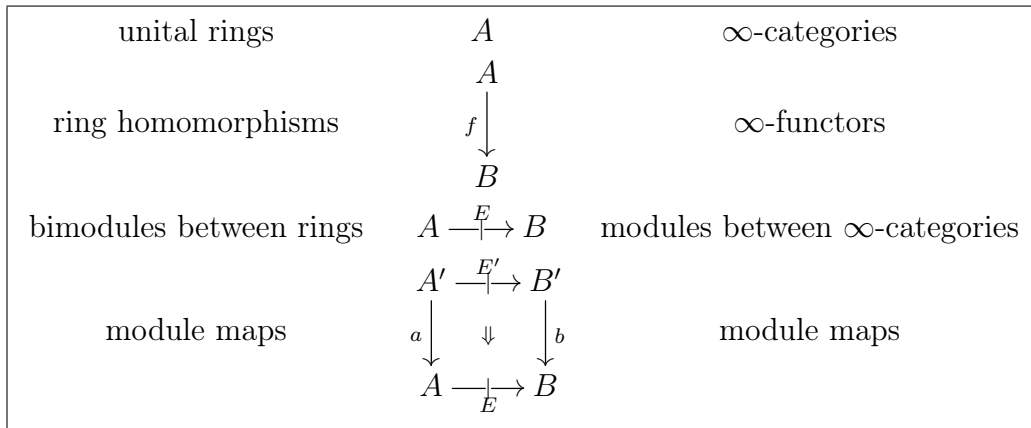 unital rings A ∞-categories
A
ring homomorphisms f ∞-functors
B
bimodules between rings A E B modules between ∞-categories
A′ E′ B′
module maps a ⇓ b module maps
A E B